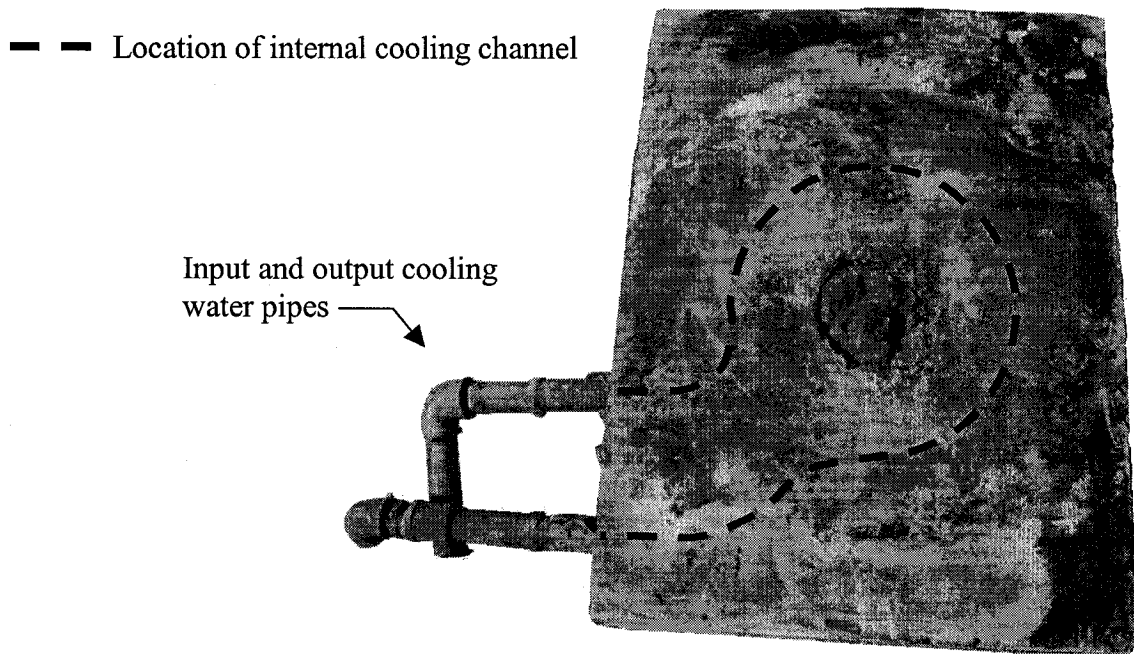 Location of internal cooling channel
Input and output cooling
water pipes